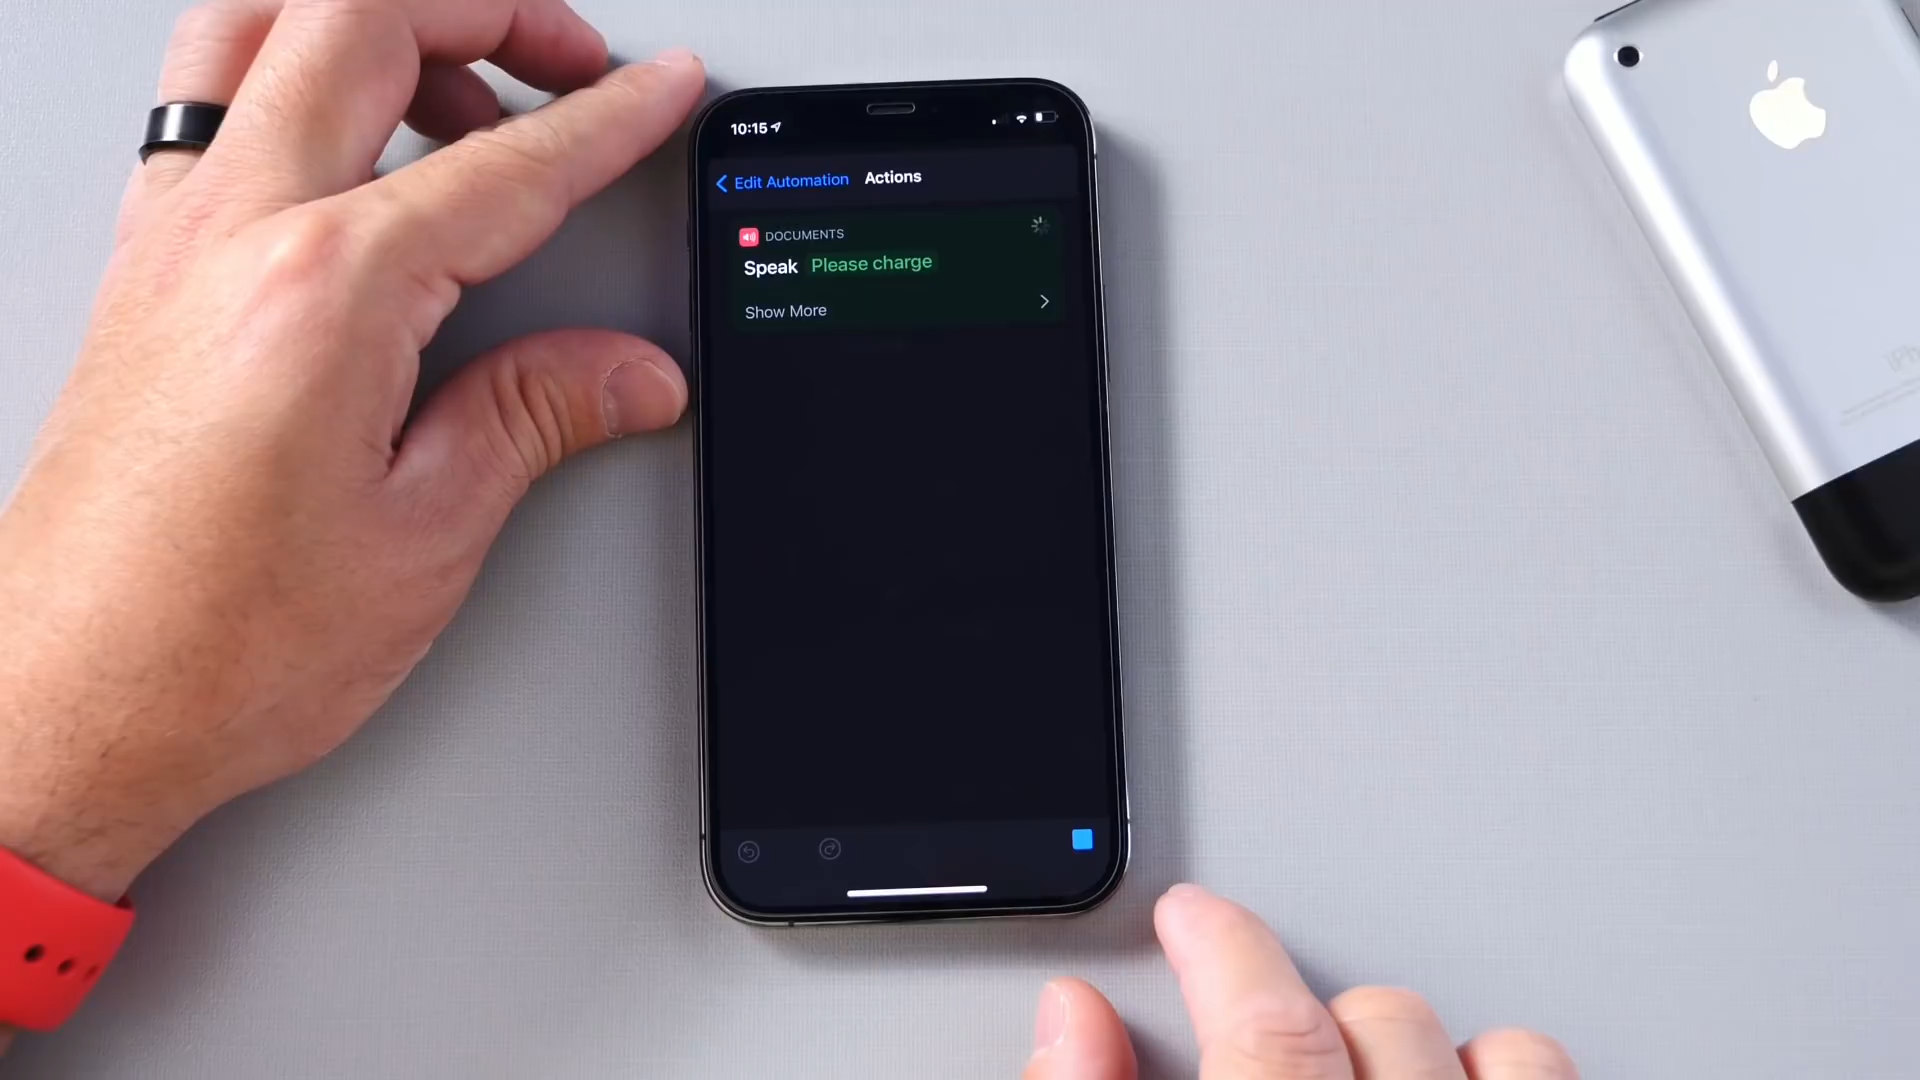 10:15
Edit Automation Actions
DOCUMENTS
Speak Please charge
Show More